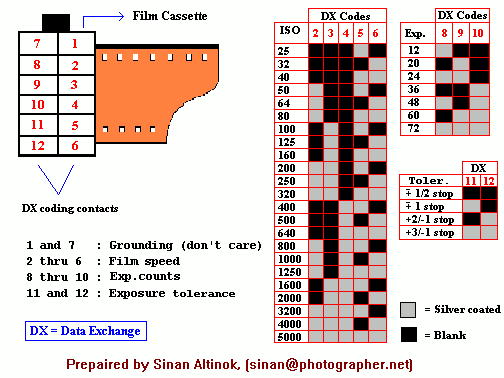 Film Cassette
7 1
8 2
9 3
10 4
11 5
12 6
DX coding contacts
1 and 7 : Grounding (don't care)
2 thru 6 : Film speed
8 thru 10 : Exp.counts
11 and 12 : Exposure tolerance
DX = Data Exchange
DX Codes
ISO 2 3 4 5 6
25
32
40
50
64
80
100
125
160
200
250
320
400
500
640
800
1000
1250
1600
2000
3200
4000
5000
DX Codes
Exp. 8 9 10
12
20
24
36
48
60
72
DX
Toler. 11 12
∓ 1/2 stop
∓ 1 stop
+2/-1 stop
+3/-1 stop
= Silver coated
= Blank
Prepaired by Sinan Altinok, (sinan@photographer.net)